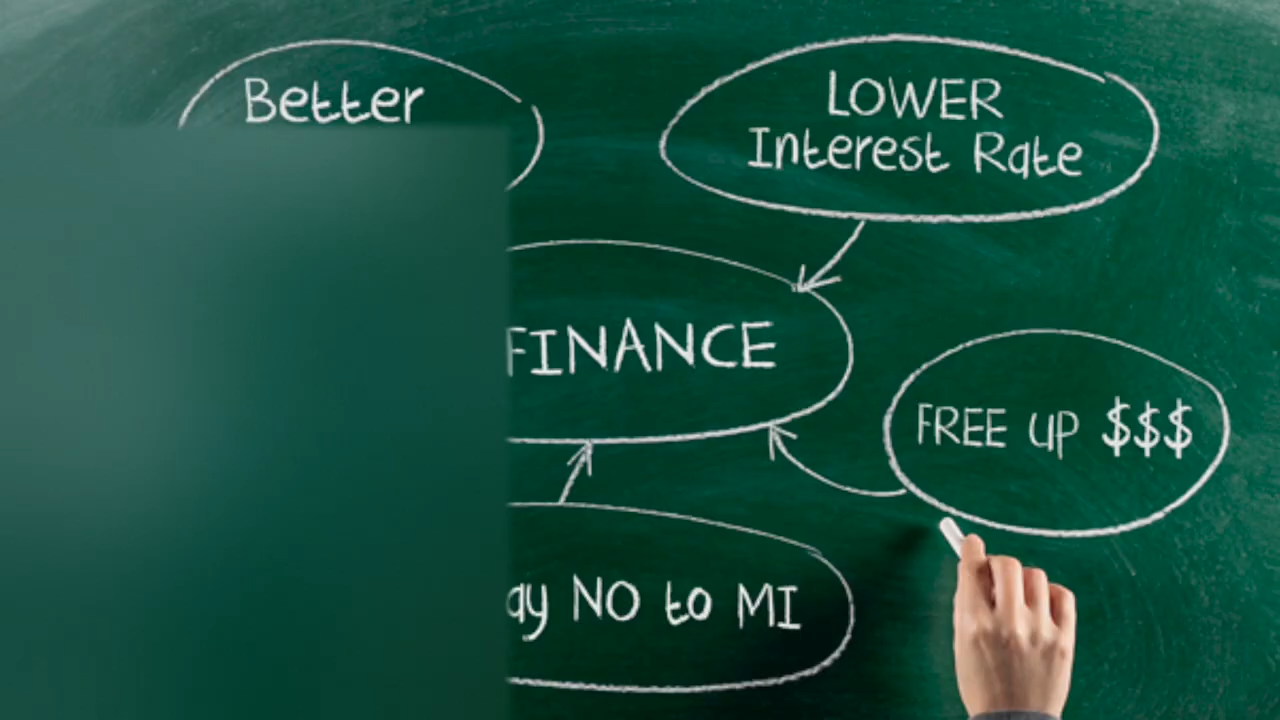 Better
LOWER
Interest Rate
FINANCE
FREE UP $$$
ay NO to MI